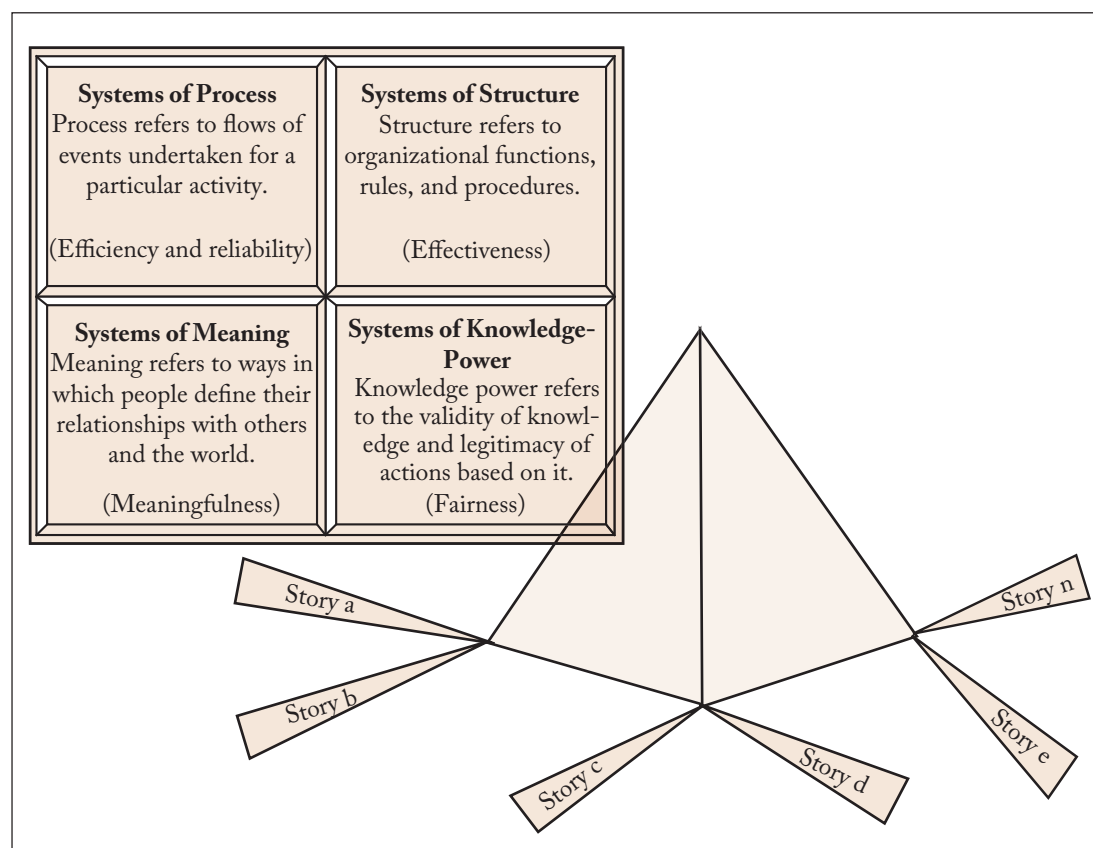 Systems of Process
Process refers to flows of
events undertaken for a
particular activity.
(Efficiency and reliability)
Systems of Structure
Structure refers to
organizational functions,
rules, and procedures.
(Effectiveness)
Systems of Meaning
Meaning refers to ways in
which people define their
relationships with others
and the world.
(Meaningfulness)
Systems of Knowledge-
Power
Knowledge power refers
to the validity of knowl-
edge and legitimacy of
actions based on it.
(Fairness)
Story a
Story b
Story c
Story d
Story e
Story n